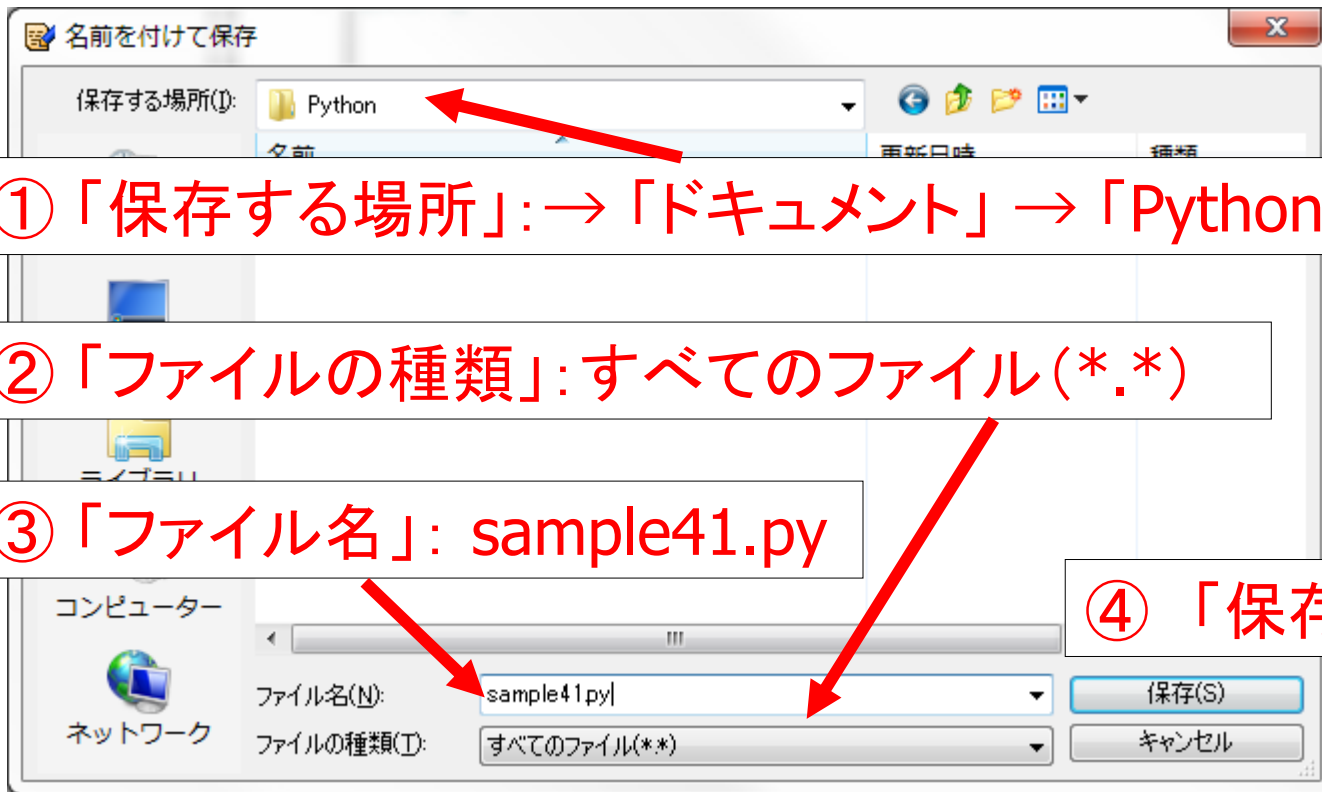 名前を付けて保存
保存する場所(I): Python
名前 更新日時 種類
①「保存する場所」:→「ドキュメント」→「Python
②「ファイルの種類」:すべてのファイル(*.*)
ライブラリ
③「ファイル名」: sample41.py
コンピューター
④ 「保存
ファイル名(N): sample41.py 保存(S)
ネットワーク
ファイルの種類(T): すべてのファイル(*.*) キャンセル